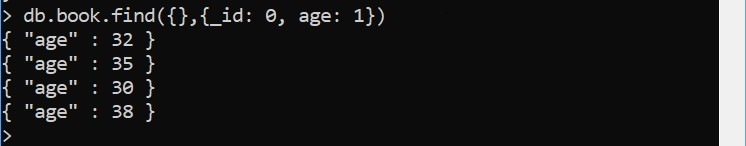 > db.book.find({},{_id: 0, age: 1})
{ "age" : 32 }
{ "age" : 35 }
{ "age" : 30 }
{ "age" : 38 }
>